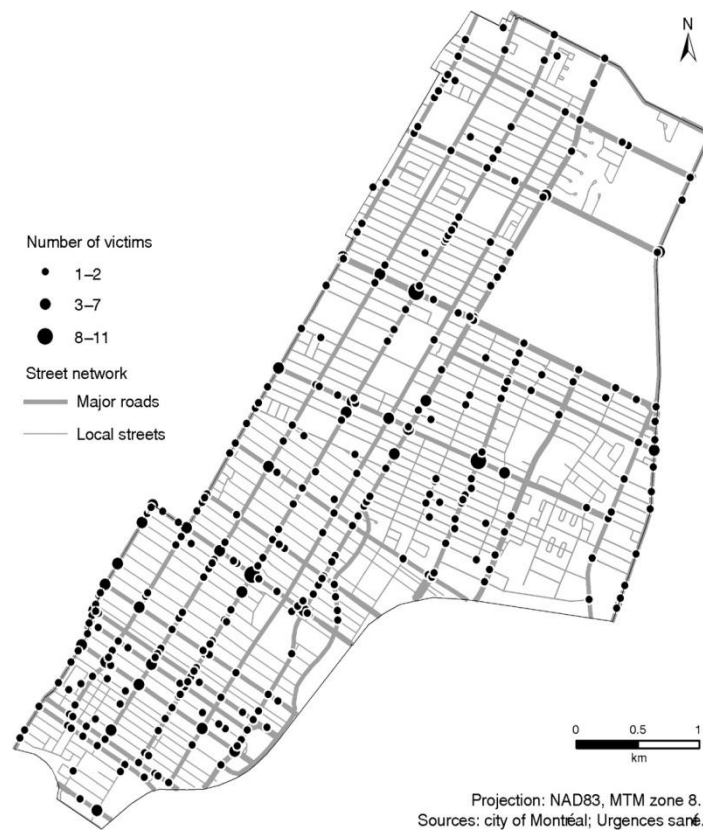 N
Number of victims
1–2
3–7
8–11
Street network
Major roads
Local streets
0 0.5 1
km
Projection: NAD83, MTM zone 8.
Sources: city of Montréal; Urgences santé.